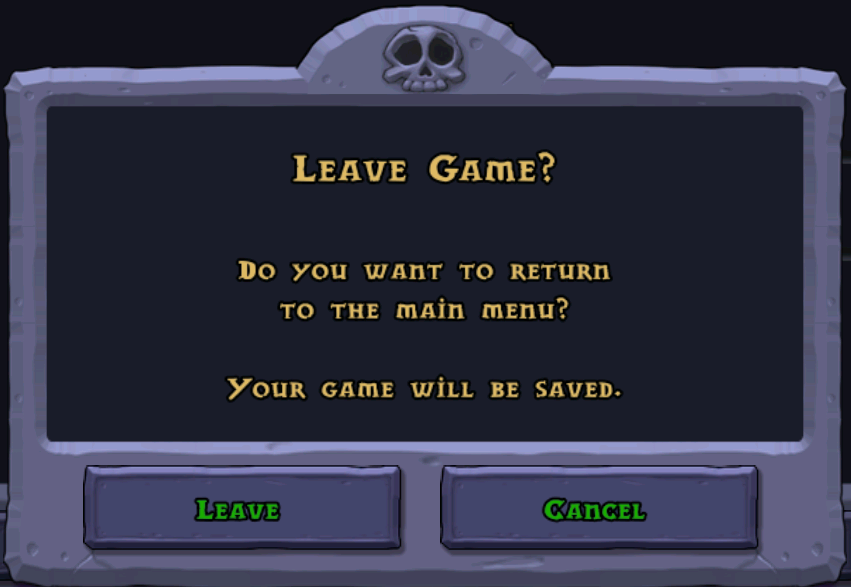 Leave Game?
Do you want to return
to the main menu?
Your game will be saved.
Leave
Cancel